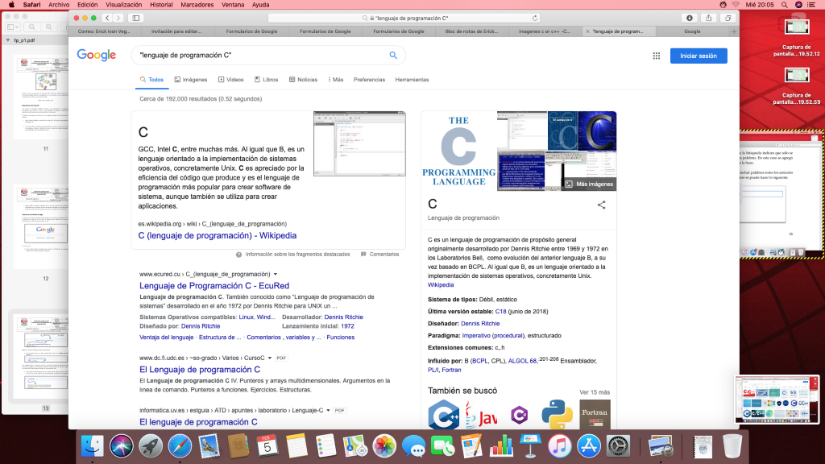 Safari Archivo Edición Visualización Historial Marcadores Ventana Ayuda
Mié 20:05
"lenguaje de programación C"
tp_p1.pdf
Correo: Erick Ivan Veg...
Invitación para editor...
Formularios de Google
Formularios de Google
Bloc de notas de Erick...
"lenguaje de program...
Google
Google
"lenguaje de programación C"
Iniciar sesión
Todos Imágenes Videos Libros Noticias Más Preferencias Herramientas
Cerca de 192,000 resultados (0.52 segundos)
C
GCC, Intel C, entre muchas más. Al igual que B, es un
lenguaje orientado a la implementación de sistemas
operativos, concretamente Unix. C es apreciado por la
eficiencia del código que produce y es el lenguaje de
programación más popular para crear software de
sistema, aunque también se utiliza para crear
aplicaciones.
es.wikipedia.org › wiki › C_(lenguaje_de_programación)
C (lenguaje de programación) - Wikipedia
Información sobre los fragmentos destacados
Comentarios
www.ecured.cu › C_(lenguaje_de_programación)
Lenguaje de Programación C - EcuRed
Lenguaje de programación C. También conocido como "Lenguaje de programación de
sistemas" desarrollado en el año 1972 por Dennis Ritchie para UNIX un ...
Sistemas Operativos compatibles: Linux, Wind...
Desarrollador: Dennis Ritchie
Diseñado por: Dennis Ritchie
Lanzamiento inicial: 1972
Ventaja del lenguaje · Estructura de ... · Comentarios, variables y ... · Funciones
www.dc.fi.udc.es › ~so-grado › Varios › CursoC PDF
El Lenguaje de programación C
El Lenguaje de programación C IV. Punteros y arrays multidimensionales. Argumentos en la
línea de comando. Punteros a funciones. Ejercicios. Estructuras.
informatica.uv.es › estguia › ATD › apuntes › laboratorio › Lenguaje-C PDF
El lenguaje de programación C
THE
C
PROGRAMMING
LANGUAGE
Más imágenes
C
Lenguaje de programación
C es un lenguaje de programación de propósito general
originalmente desarrollado por Dennis Ritchie entre 1969 y 1972 en
los Laboratorios Bell, como evolución del anterior lenguaje B, a su
vez basado en BCPL. Al igual que B, es un lenguaje orientado a la
implementación de sistemas operativos, concretamente Unix.
Wikipedia
Sistema de tipos: Débil, estático
Última versión estable: C18 (junio de 2018)
Diseñador: Dennis Ritchie
Paradigma: Imperativo (procedural), estructurado
Extensiones comunes: c, h
Influido por: B (BCPL, CPL), ALGOL 68, 201-206 Ensamblador,
PL/I, Fortran
También se buscó
Ver 15 más
Java
Fortran
Captura de
pantalla...19.52.12
Captura de
pantalla...19.52.59
11
12
13
5